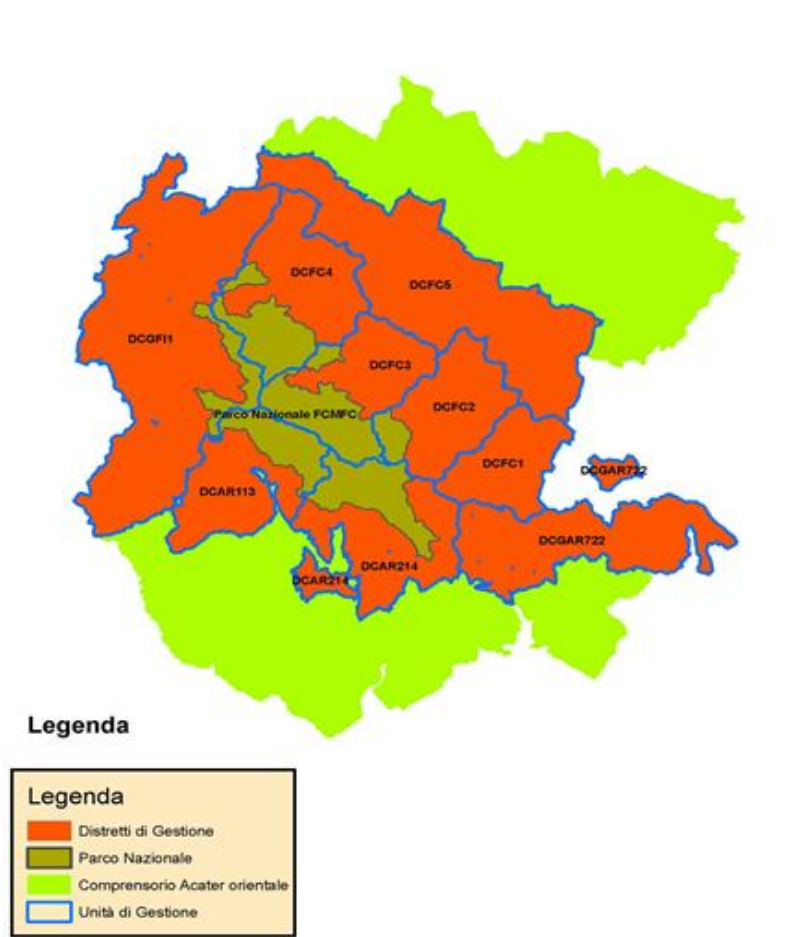 DCFC4
DCFC5
DCGFI1
DCFC3
DCFC2
Parco Nazionale FCMFC
DCFC1
DCGAR722
DCAR113
DCGAR722
DCAR214
DCAR214
Legenda
Legenda
Distretti di Gestione
Parco Nazionale
Comprensorio Acater orientale
Unità di Gestione